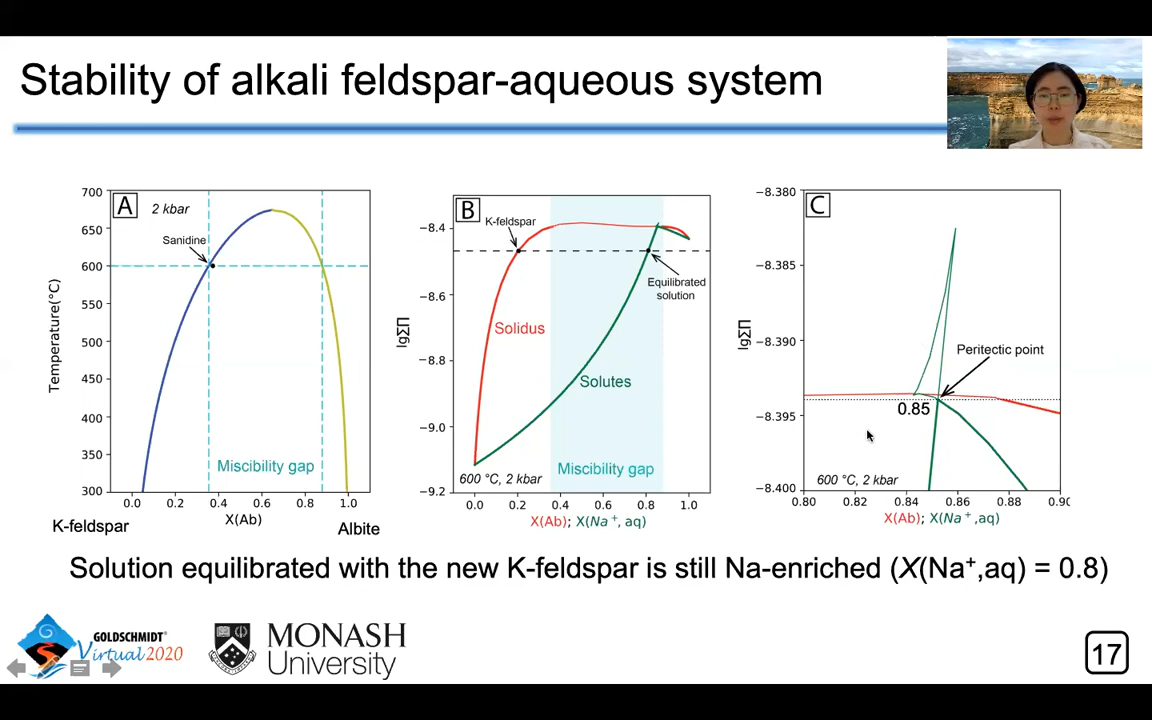 Stability of alkali feldspar-aqueous system
A
2 kbar
Sanidine
Miscibility gap
Temperature(°C)
700
650
600
550
500
450
400
350
300
0.0 0.2 0.4 0.6 0.8 1.0
X(Ab)
K-feldspar
Albite
B
K-feldspar
Equilibrated
solution
Solidus
Solutes
Miscibility gap
600 °C, 2 kbar
lgΣΠ
−8.4
−8.6
−8.8
−9.0
−9.2
0.0 0.2 0.4 0.6 0.8 1.0
X(Ab); X(Na⁺, aq)
C
Peritectic point
0.85
600 °C, 2 kbar
lgΣΠ
−8.380
−8.385
−8.390
−8.395
−8.400
0.80 0.82 0.84 0.86 0.88 0.90
X(Ab); X(Na⁺,aq)
Solution equilibrated with the new K-feldspar is still Na-enriched (X(Na⁺,aq) = 0.8)
GOLDSCHMIDT®
Virtual2020
MONASH
University
17